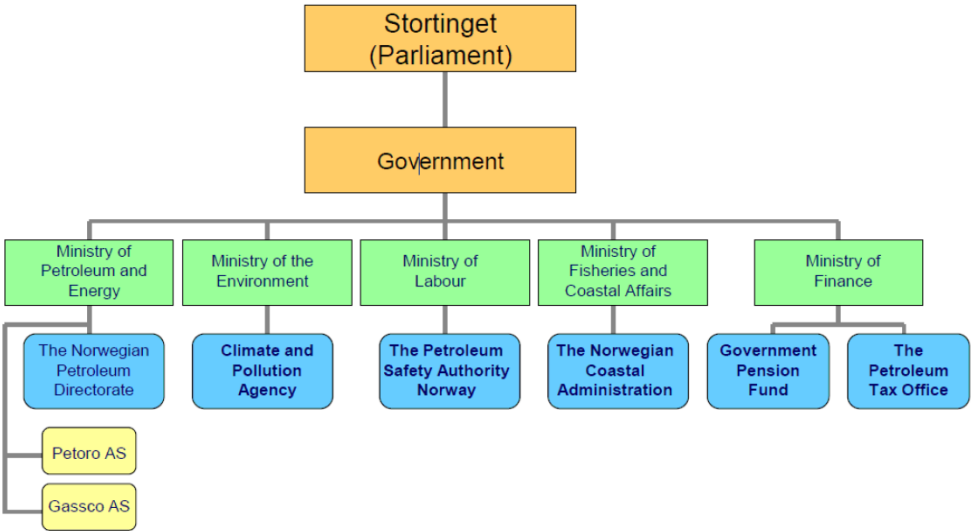 Stortinget
(Parliament)
Government
Ministry of
Petroleum and
Energy
Ministry of the
Environment
Ministry of
Labour
Ministry of
Fisheries and
Coastal Affairs
Ministry of
Finance
The Norwegian
Petroleum
Directorate
Climate and
Pollution
Agency
The Petroleum
Safety Authority
Norway
The Norwegian
Coastal
Administration
Government
Pension
Fund
The
Petroleum
Tax Office
Petoro AS
Gassco AS